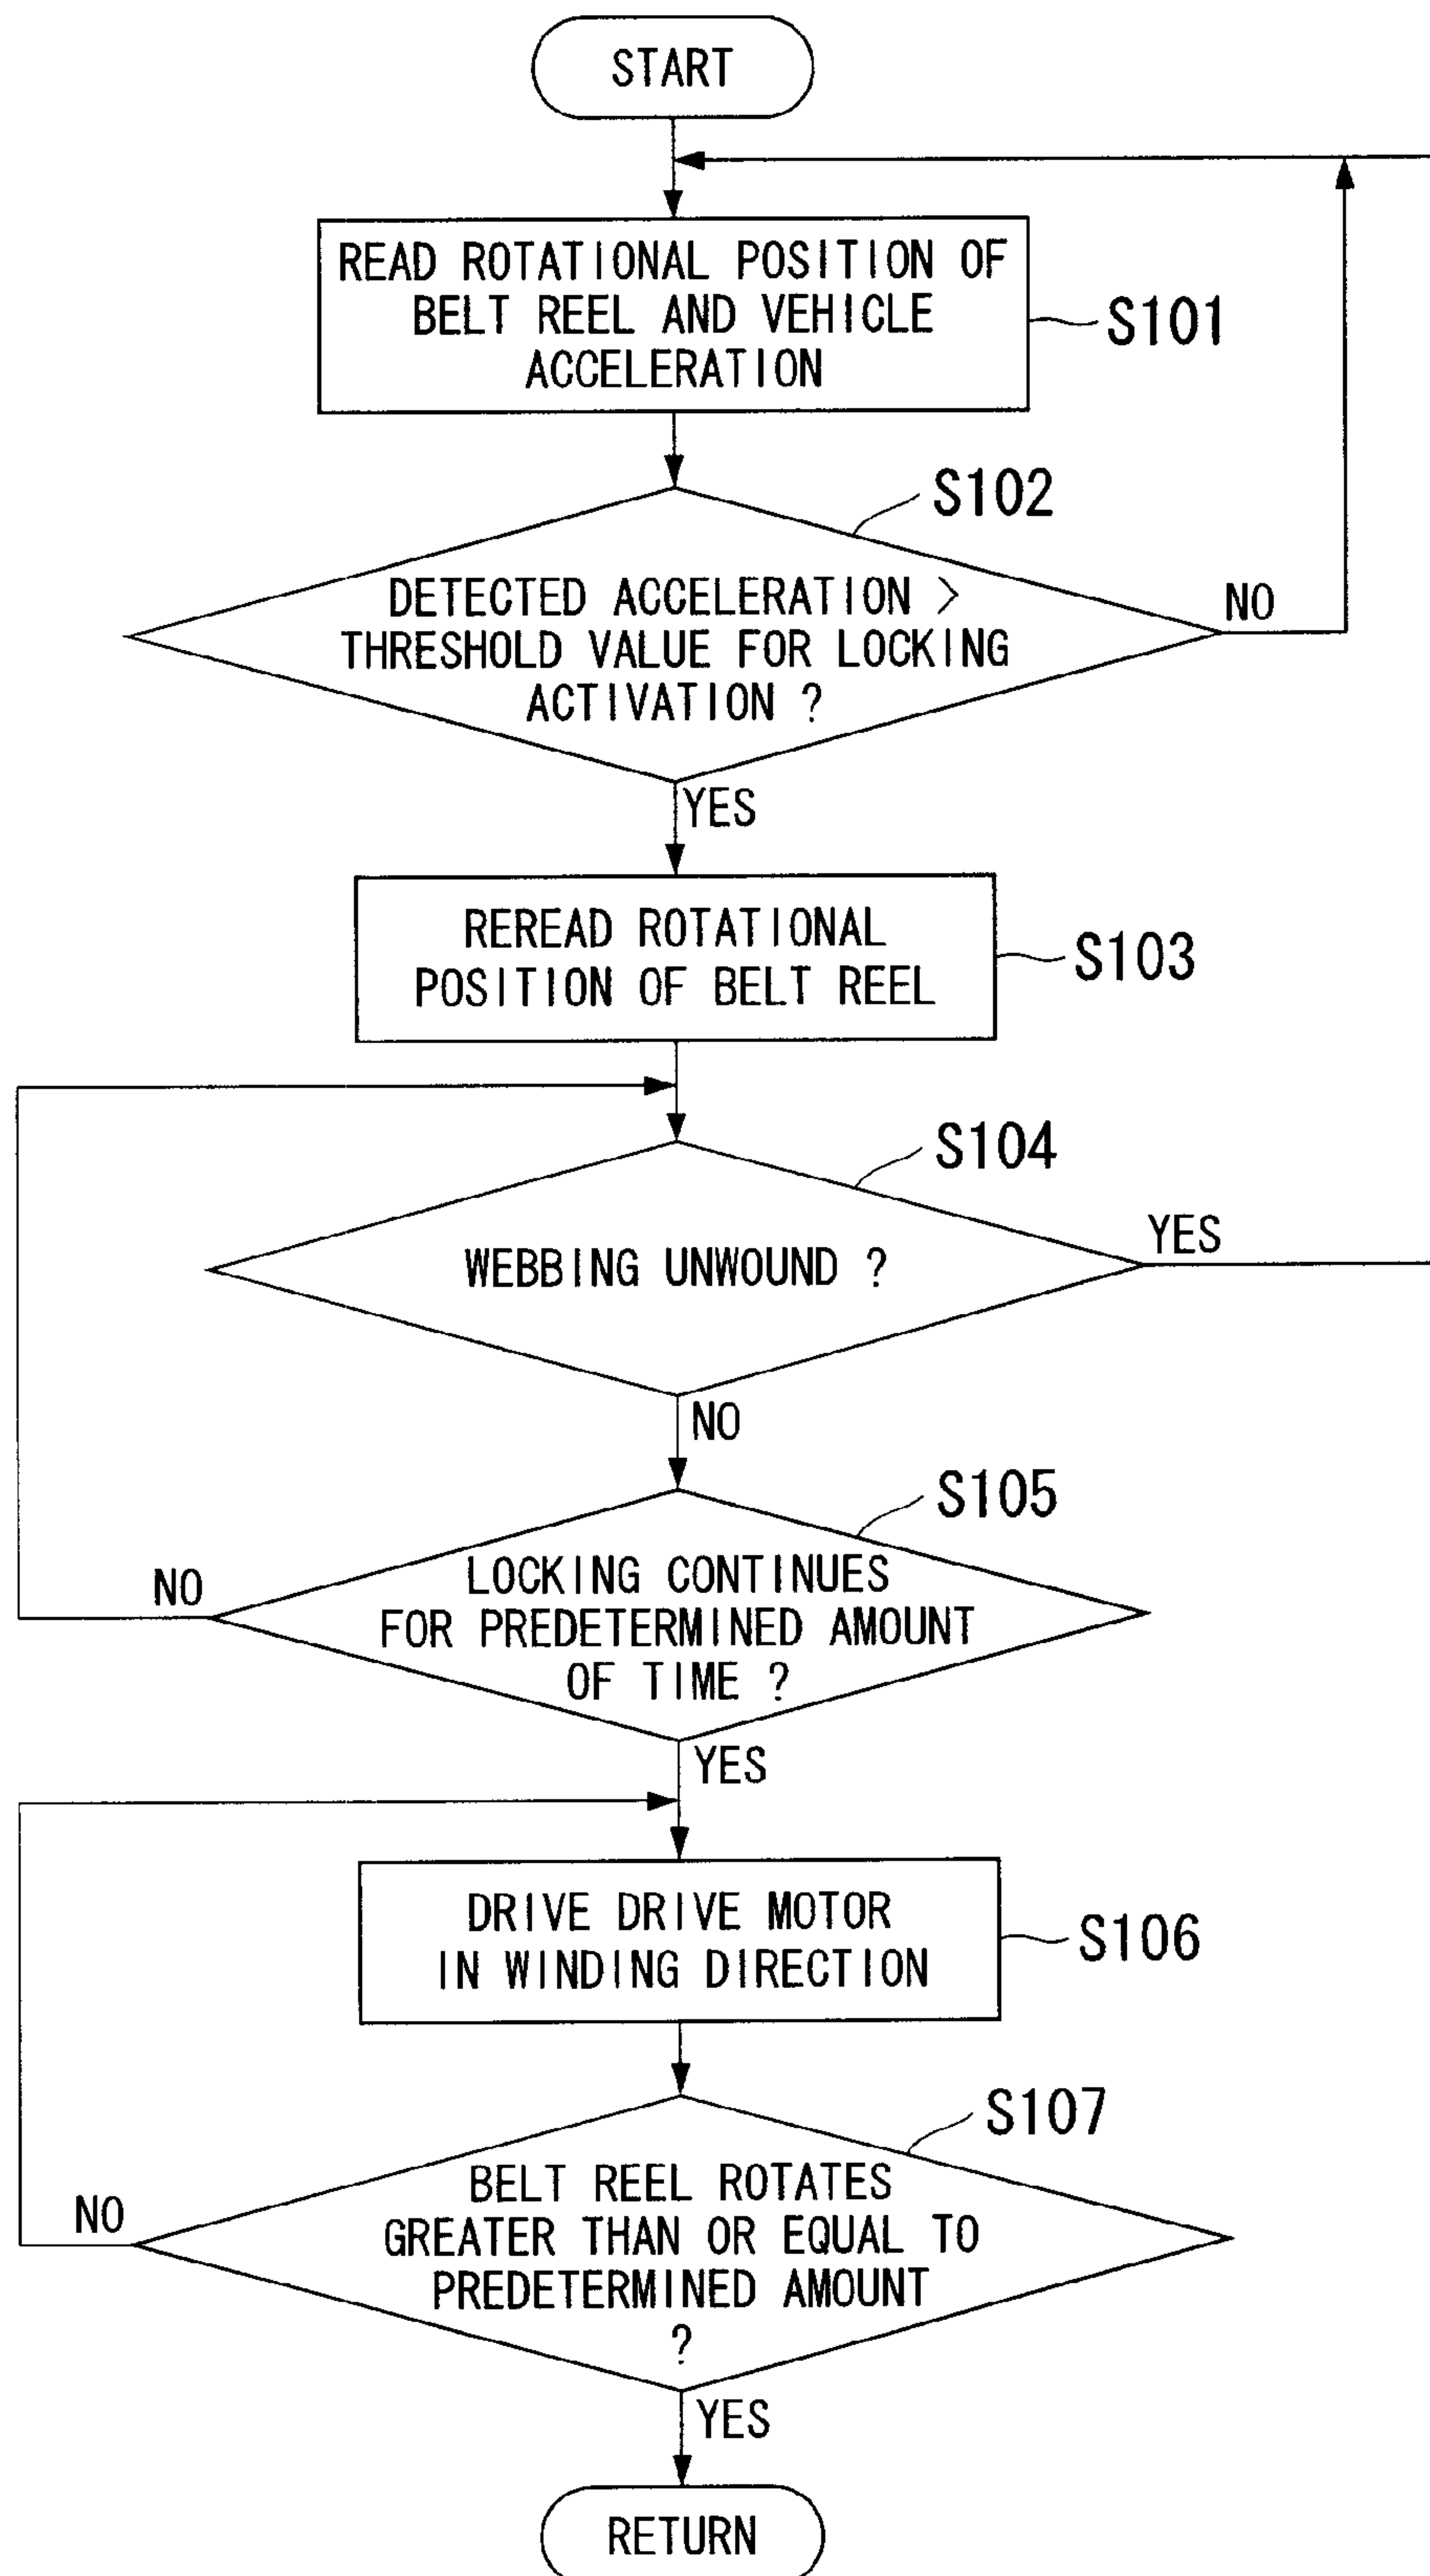 START
READ ROTATIONAL POSITION OF
BELT REEL AND VEHICLE
ACCELERATION
S101
S102
DETECTED ACCELERATION >
THRESHOLD VALUE FOR LOCKING
ACTIVATION ?
NO
YES
REREAD ROTATIONAL
POSITION OF BELT REEL
S103
S104
WEBBING UNWOUND ?
YES
NO
S105
LOCKING CONTINUES
FOR PREDETERMINED AMOUNT
OF TIME ?
NO
YES
DRIVE DRIVE MOTOR
IN WINDING DIRECTION
S106
S107
BELT REEL ROTATES
GREATER THAN OR EQUAL TO
PREDETERMINED AMOUNT
?
NO
YES
RETURN